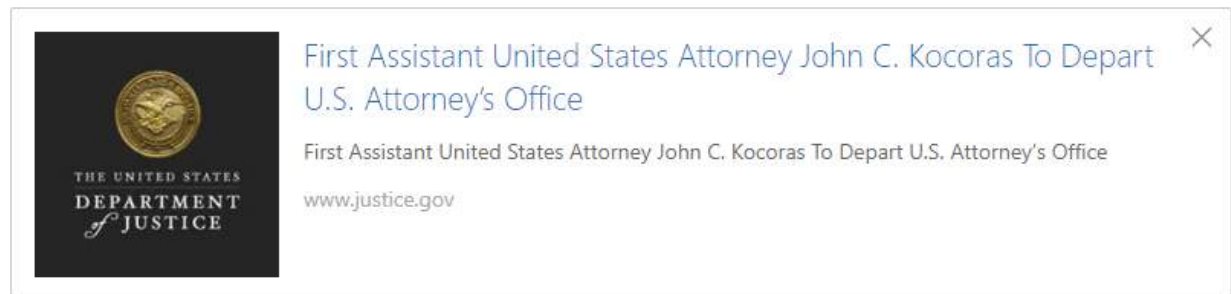 First Assistant United States Attorney John C. Kocoras To Depart
U.S. Attorney's Office
First Assistant United States Attorney John C. Kocoras To Depart U.S. Attorney's Office
www.justice.gov
THE UNITED STATES
DEPARTMENT
of JUSTICE